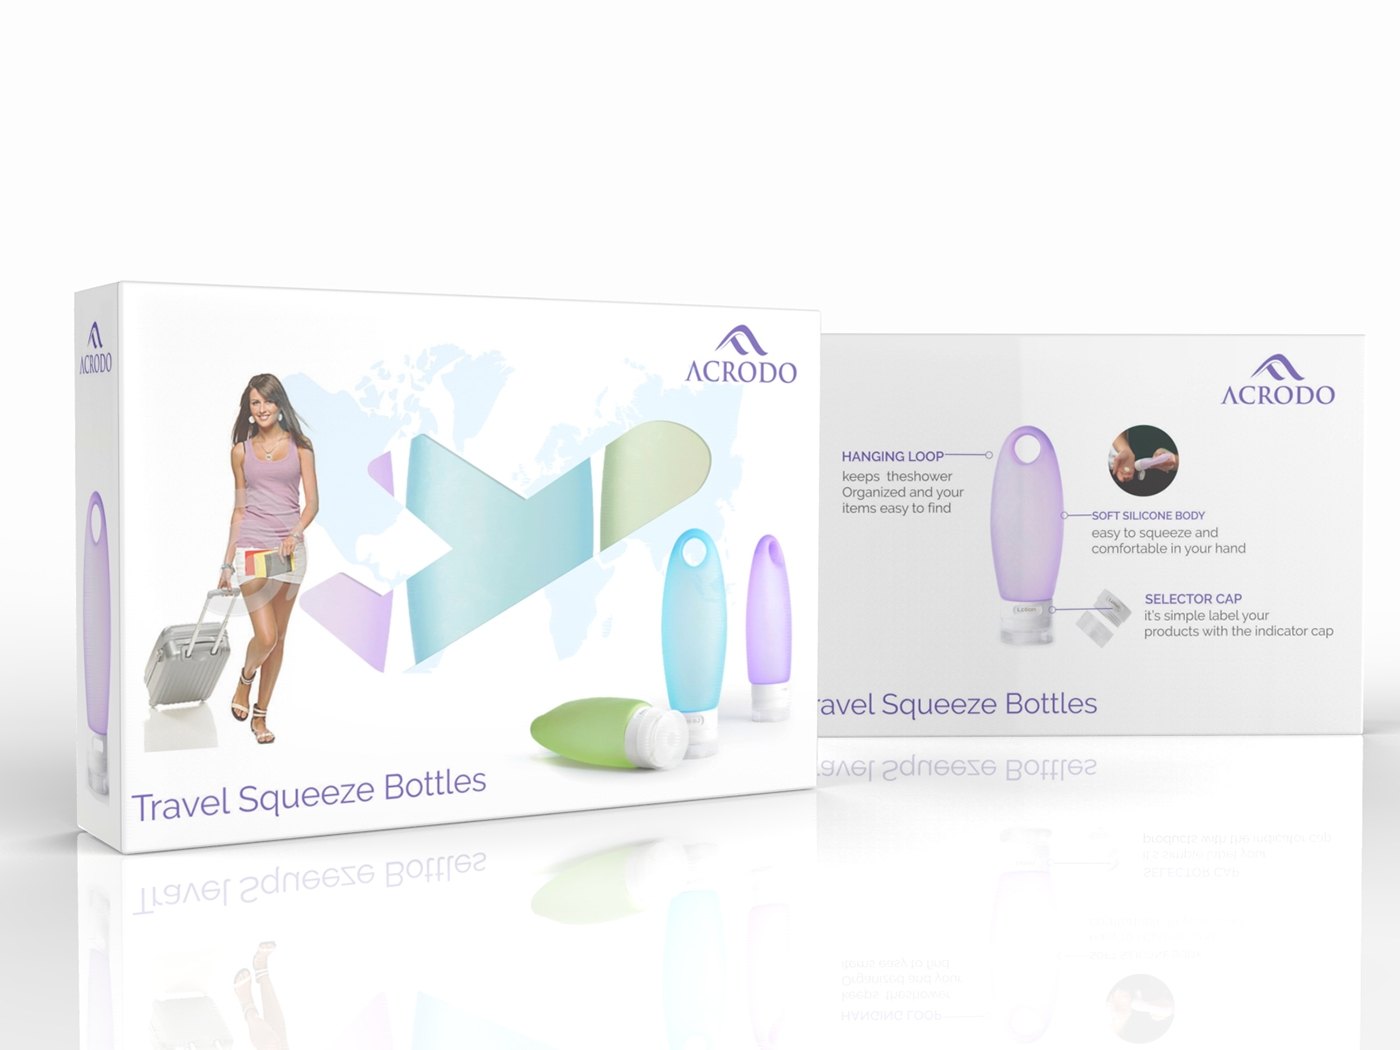 ACRODO
ACRODO
Travel Squeeze Bottles
ACRODO
HANGING LOOP
keeps theshower
Organized and your
items easy to find
SOFT SILICONE BODY
easy to squeeze and
comfortable in your hand
Lotion
SELECTOR CAP
it's simple label your
products with the indicator cap
ravel Squeeze Bottles